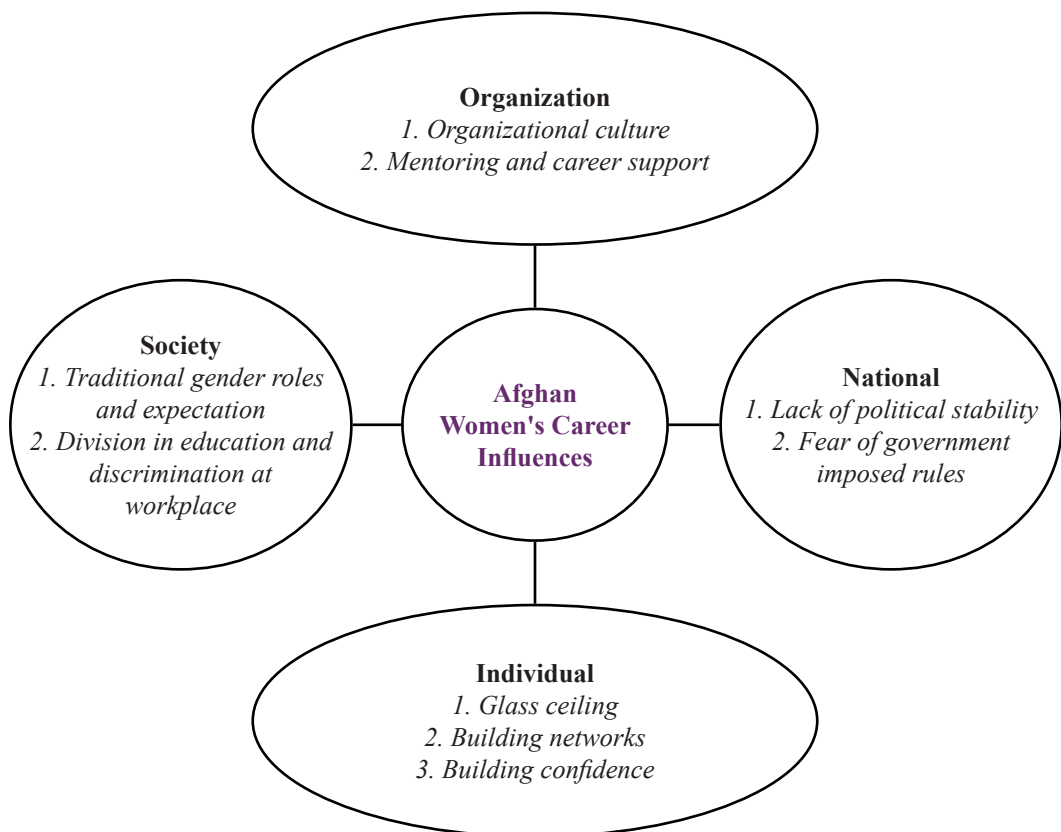 Organization
1. Organizational culture
2. Mentoring and career support
Society
1. Traditional gender roles
and expectation
2. Division in education and
discrimination at
workplace
Afghan
Women's Career
Influences
National
1. Lack of political stability
2. Fear of government
imposed rules
Individual
1. Glass ceiling
2. Building networks
3. Building confidence